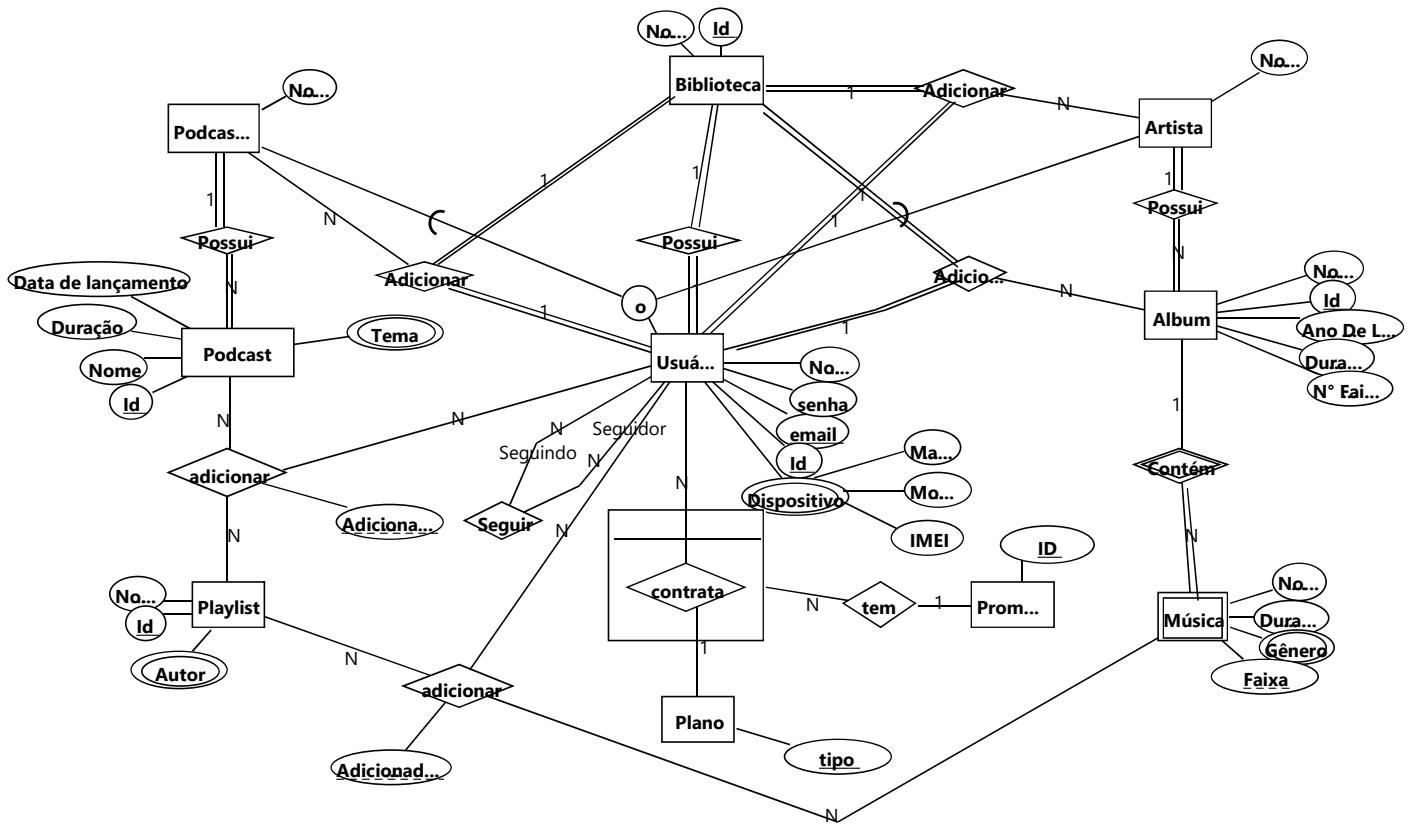 No...
Id
Biblioteca
Adicionar
1
N
No...
No...
Podcas...
Artista
1
N
1
1
1
1
1
Possui
Possui
Possui
Adicionar
Adicio...
N
N
N
1
1
o
Data de lançamento
Duração
Nome
Id
Tema
Podcast
Usuá...
Album
No...
Id
Ano De L...
Dura...
N° Fai...
No...
senha
email
Id
Dispositivo
Ma...
Mo...
IMEI
N
N
N
Seguidor
Seguindo
N
1
adicionar
Adiciona...
Seguir
N
N
N
Contém
N
ID
No...
Id
Playlist
Autor
contrata
N
tem
1
Prom...
Música
No...
Dura...
Gênero
Faixa
N
1
adicionar
Plano
tipo
Adicionad...
N